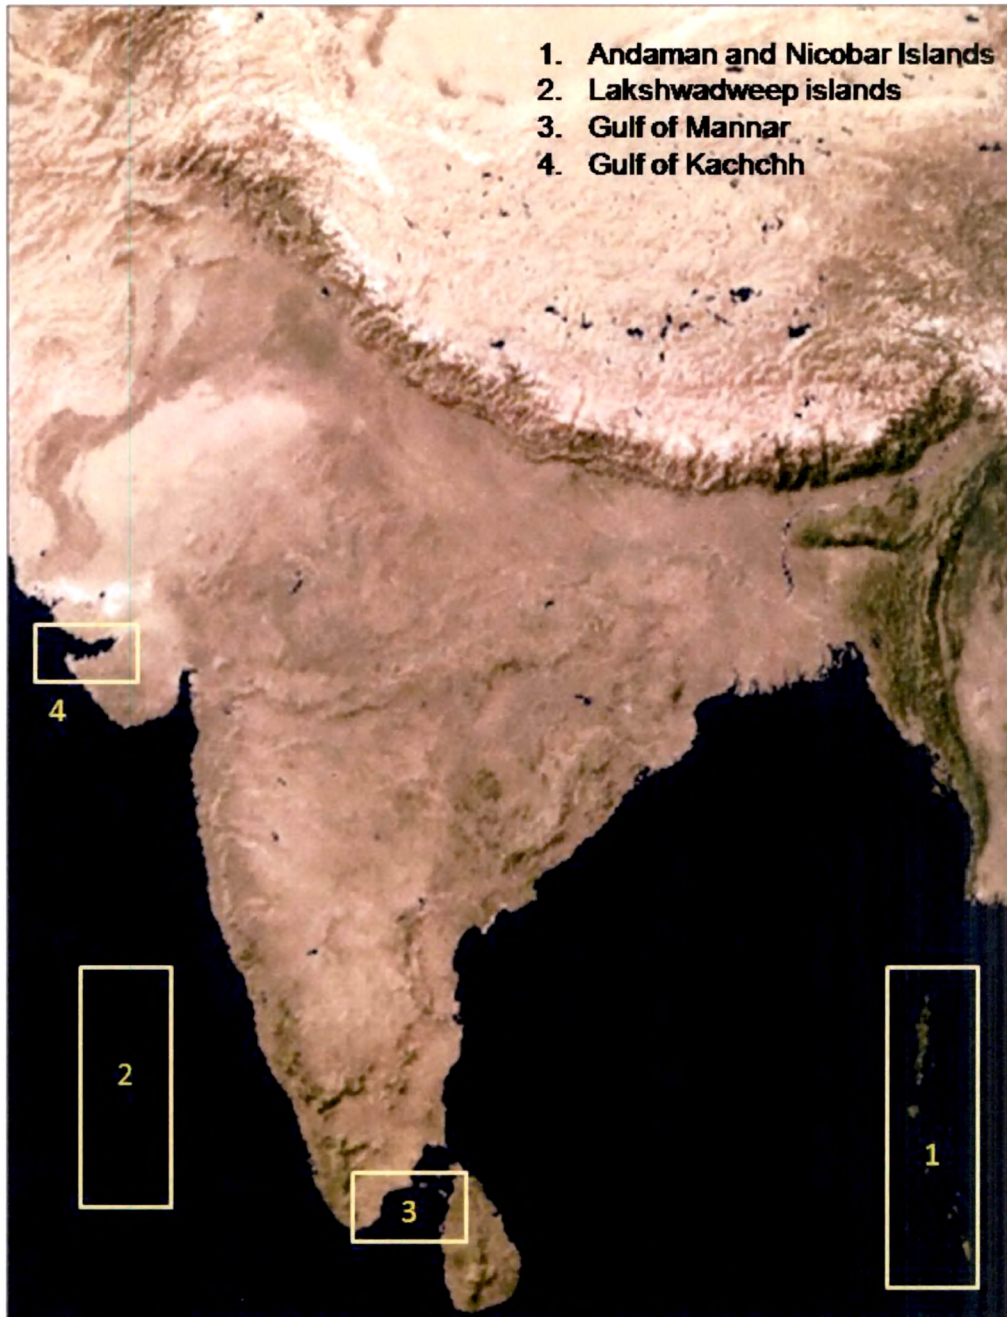 1. Andaman and Nicobar Islands
2. Lakshwadweep islands
3. Gulf of Mannar
4. Gulf of Kachchh
4
2
1
3